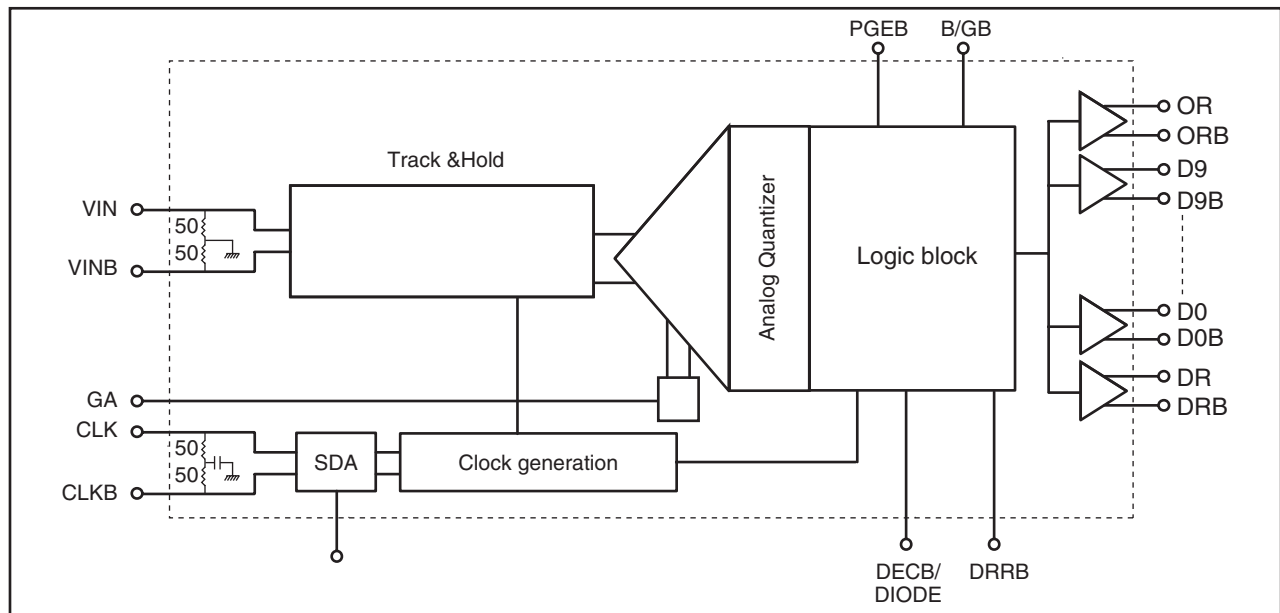 PGEB B/GB
OR
ORB
D9
D9B
Track &Hold
VIN
50
50
VINB
Analog Quantizer
Logic block
D0
D0B
DR
DRB
GA
CLK
50
50
CLKB
SDA
Clock generation
DECB/
DIODE
DRRB